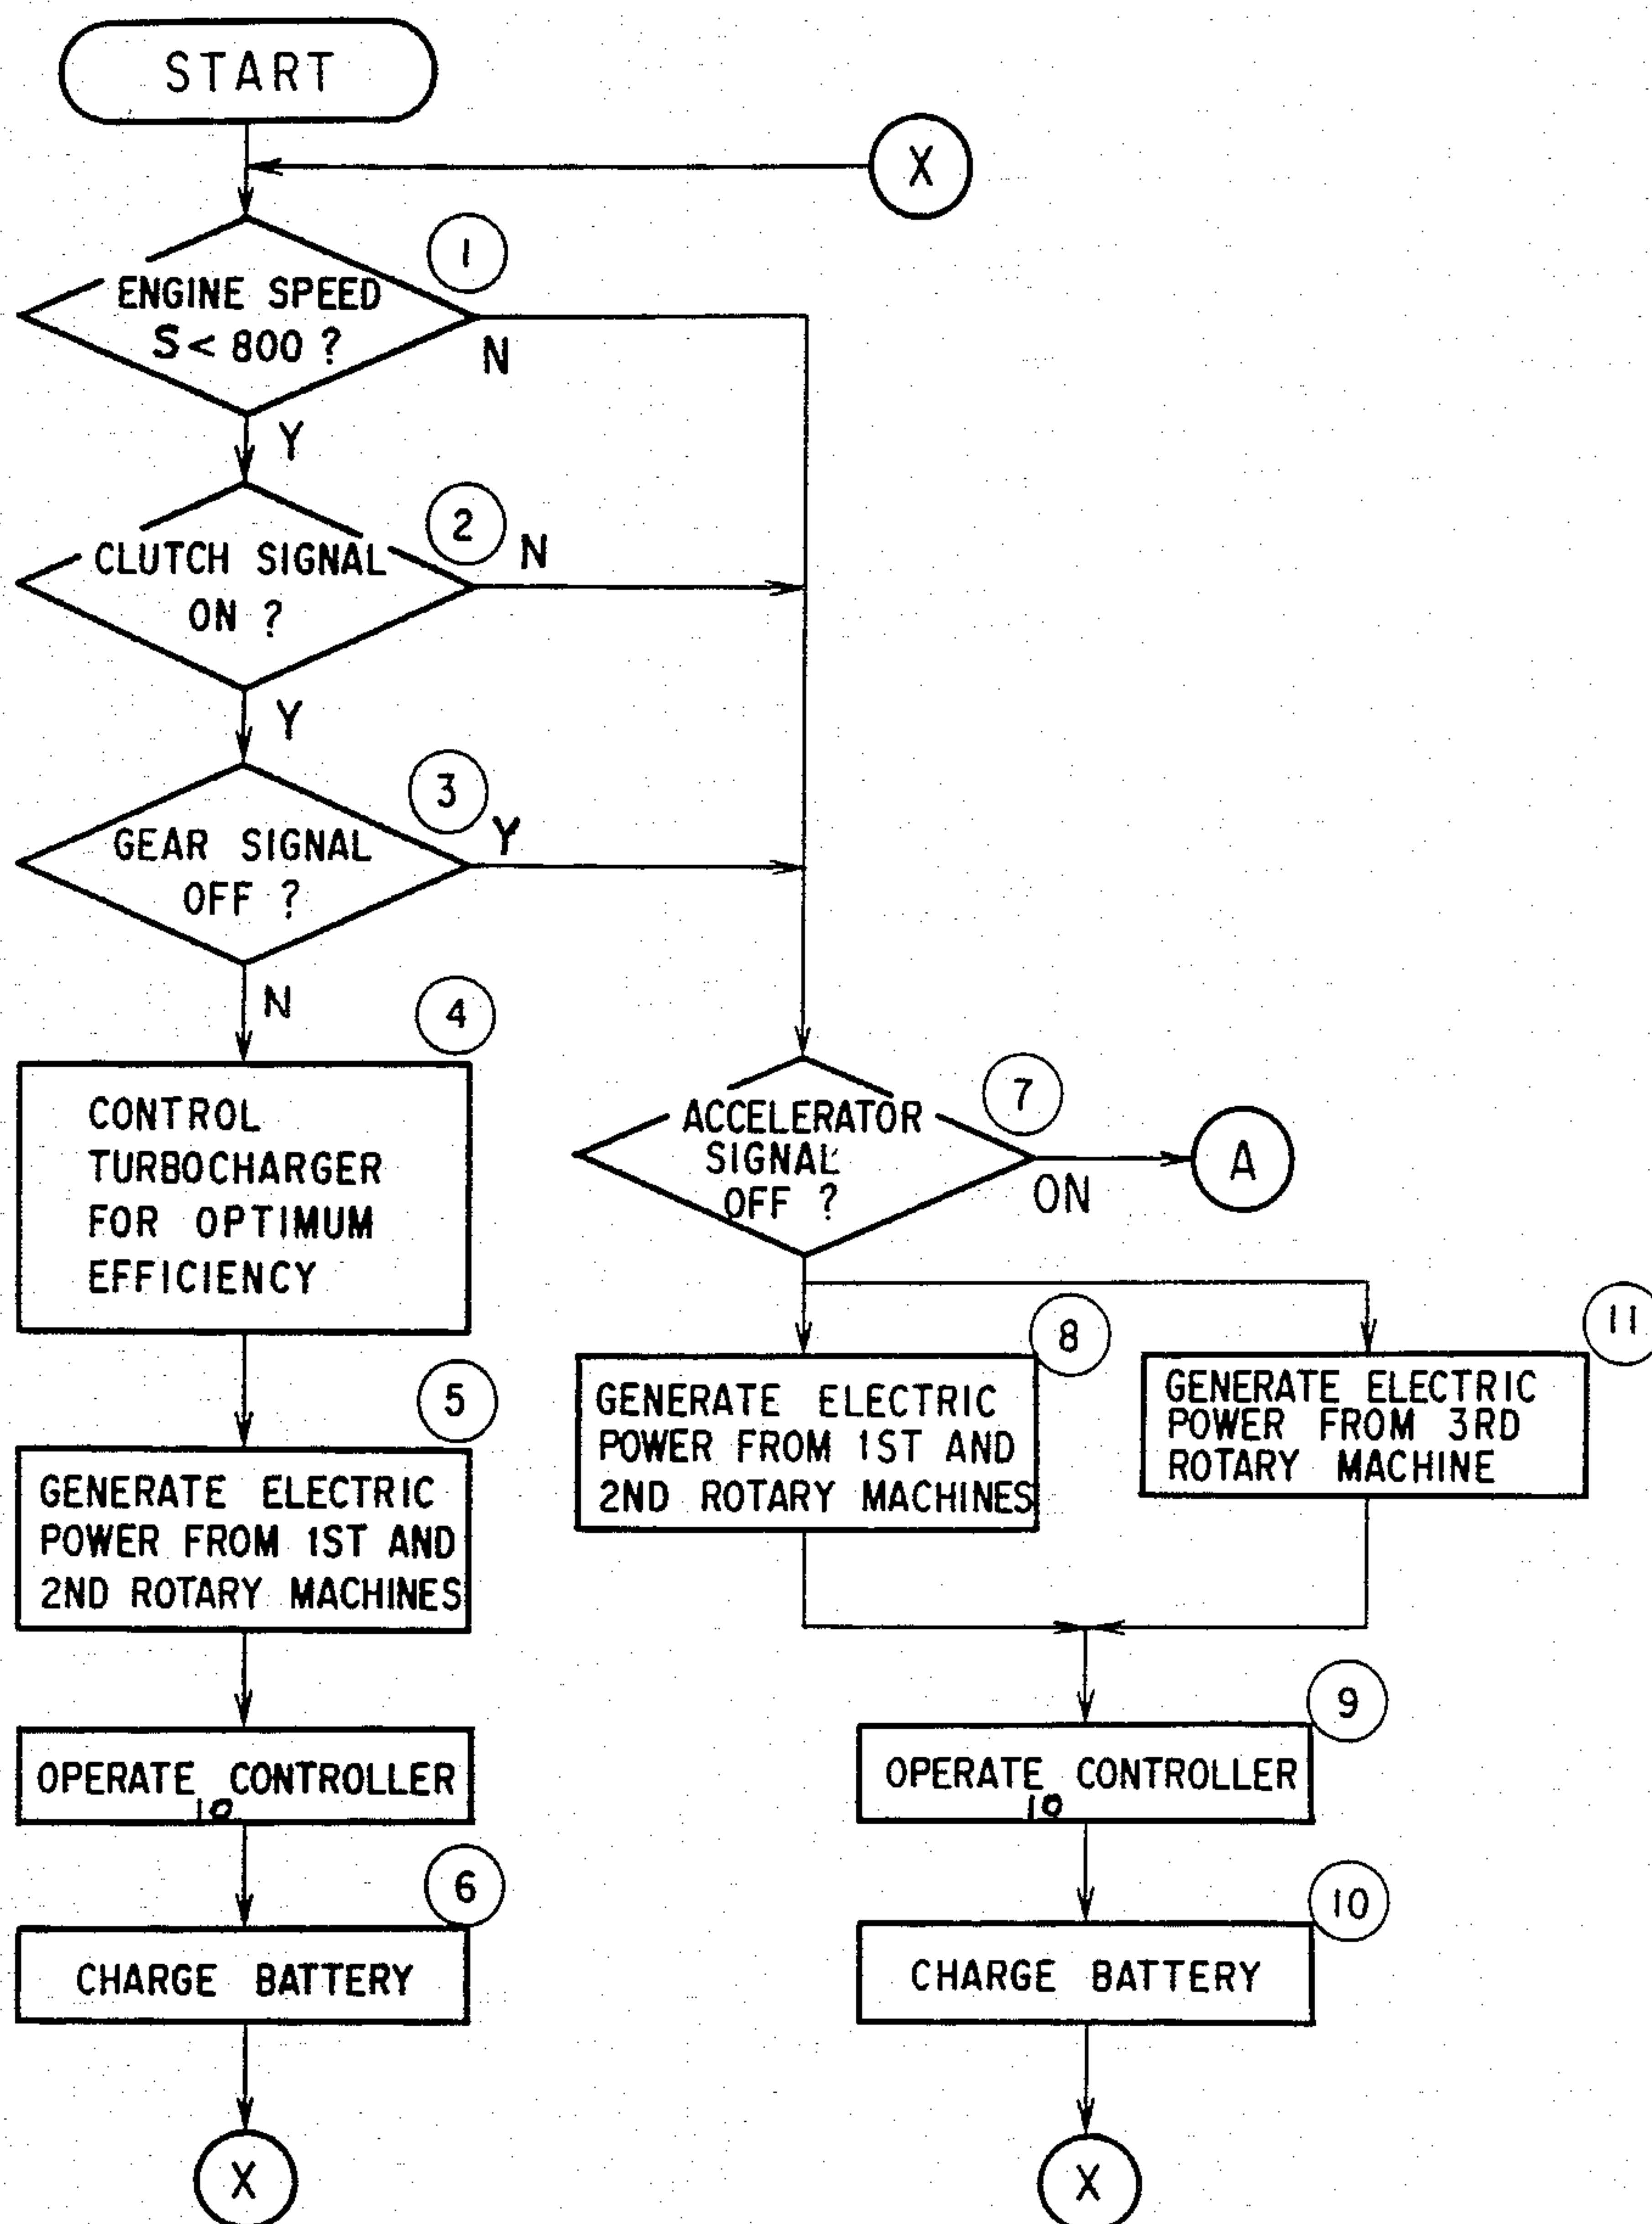 START
X
1
ENGINE SPEED
S < 800 ?
N
Y
2
N
CLUTCH SIGNAL
ON ?
Y
3
Y
GEAR SIGNAL
OFF ?
N
4
CONTROL
TURBOCHARGER
FOR OPTIMUM
EFFICIENCY
7
ACCELERATOR
SIGNAL
OFF ?
ON
A
5
GENERATE ELECTRIC
POWER FROM 1ST AND
2ND ROTARY MACHINES
8
GENERATE ELECTRIC
POWER FROM 1ST AND
2ND ROTARY MACHINES
11
GENERATE ELECTRIC
POWER FROM 3RD
ROTARY MACHINE
OPERATE CONTROLLER
10
9
OPERATE CONTROLLER
10
6
CHARGE BATTERY
10
CHARGE BATTERY
X
X